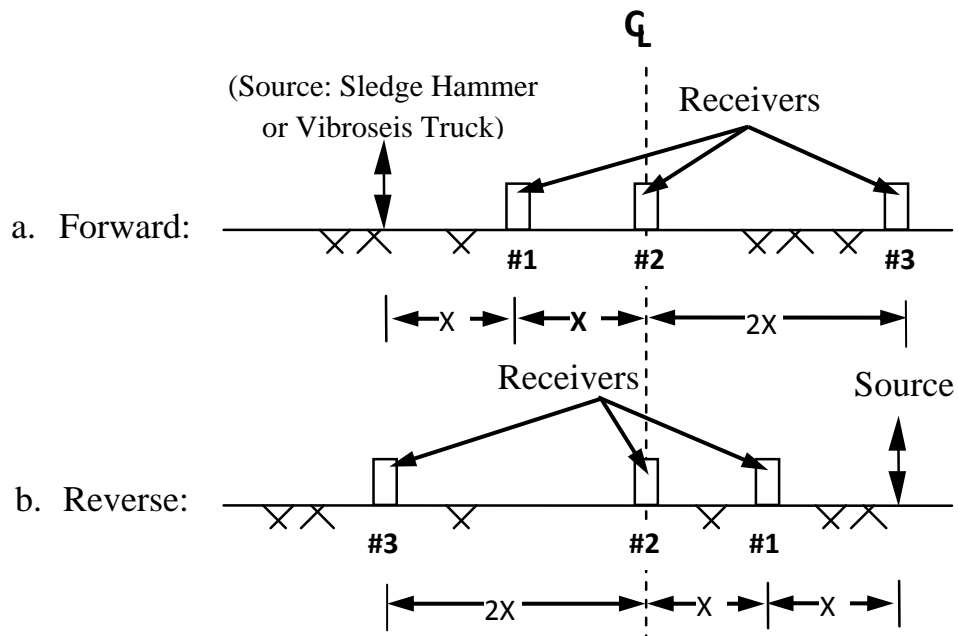 ℄
(Source: Sledge Hammer
or Vibroseis Truck)
Receivers
a. Forward:
#1 #2 #3
X X 2X
Receivers
Source
b. Reverse:
#3 #2 #1
2X X X